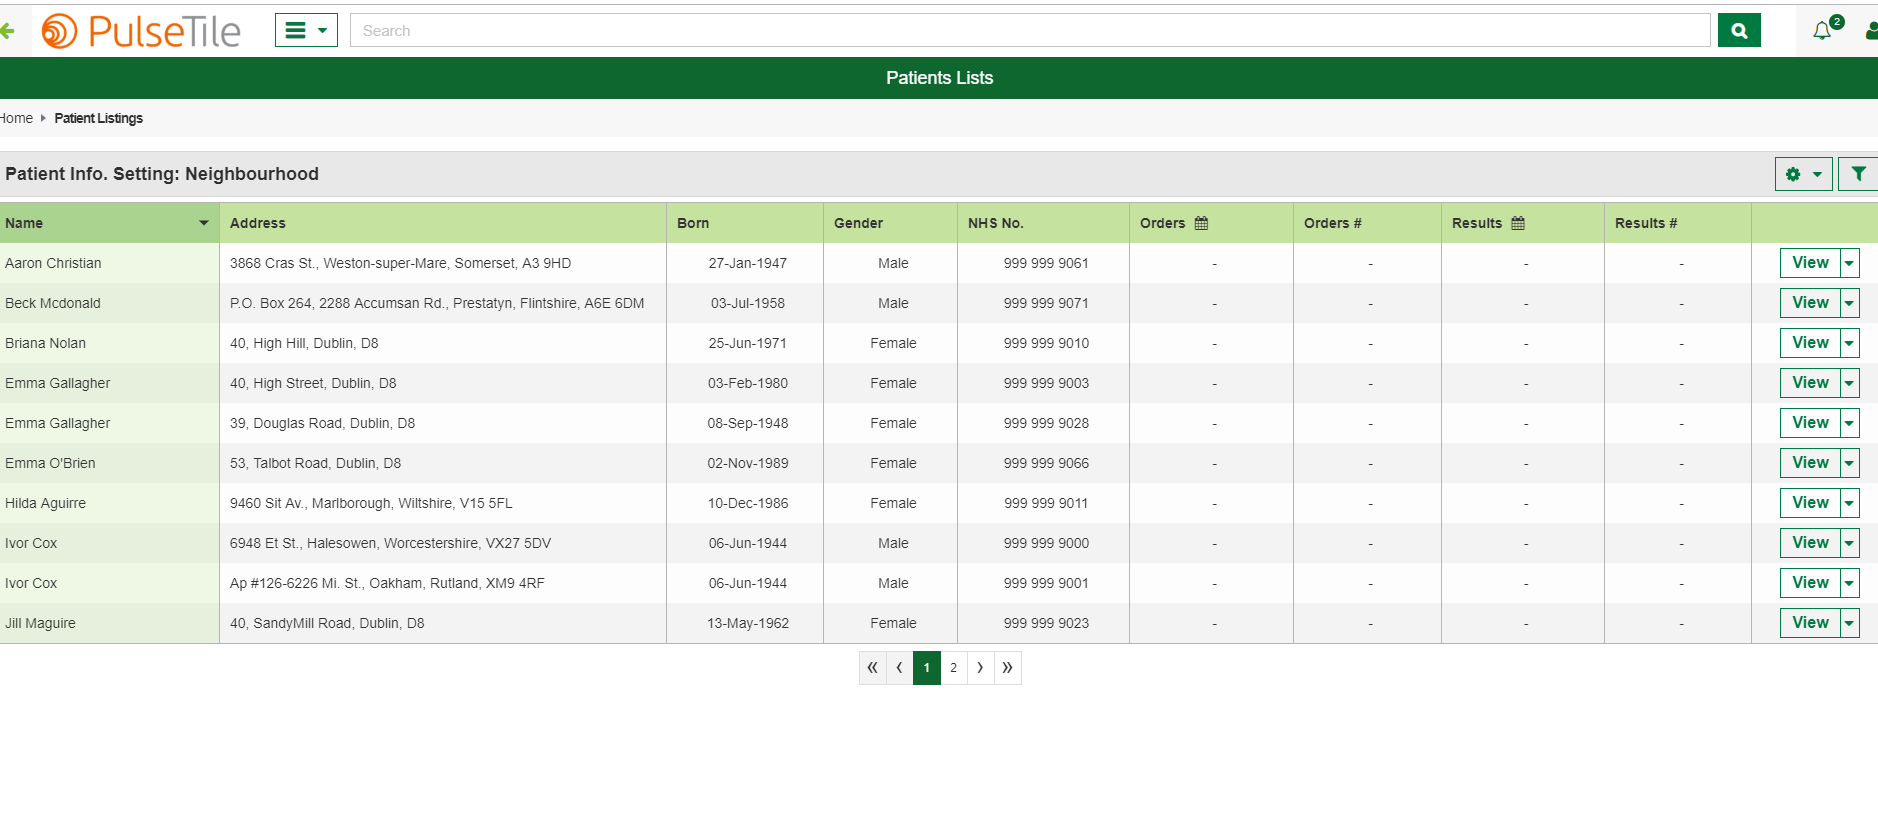 PulseTile
Search
2
Patients Lists
Home Patient Listings
Patient Info. Setting: Neighbourhood
Name Address Born Gender NHS No. Orders Orders # Results Results #
Aaron Christian 3868 Cras St., Weston-super-Mare, Somerset, A3 9HD 27-Jan-1947 Male 999 999 9061 - - - - View
Beck Mcdonald P.O. Box 264, 2288 Accumsan Rd., Prestatyn, Flintshire, A6E 6DM 03-Jul-1958 Male 999 999 9071 - - - - View
Briana Nolan 40, High Hill, Dublin, D8 25-Jun-1971 Female 999 999 9010 - - - - View
Emma Gallagher 40, High Street, Dublin, D8 03-Feb-1980 Female 999 999 9003 - - - - View
Emma Gallagher 39, Douglas Road, Dublin, D8 08-Sep-1948 Female 999 999 9028 - - - - View
Emma O'Brien 53, Talbot Road, Dublin, D8 02-Nov-1989 Female 999 999 9066 - - - - View
Hilda Aguirre 9460 Sit Av., Marlborough, Wiltshire, V15 5FL 10-Dec-1986 Female 999 999 9011 - - - - View
Ivor Cox 6948 Et St., Halesowen, Worcestershire, VX27 5DV 06-Jun-1944 Male 999 999 9000 - - - - View
Ivor Cox Ap #126-6226 Mi. St., Oakham, Rutland, XM9 4RF 06-Jun-1944 Male 999 999 9001 - - - - View
Jill Maguire 40, SandyMill Road, Dublin, D8 13-May-1962 Female 999 999 9023 - - - - View
« ‹ 1 2 › »